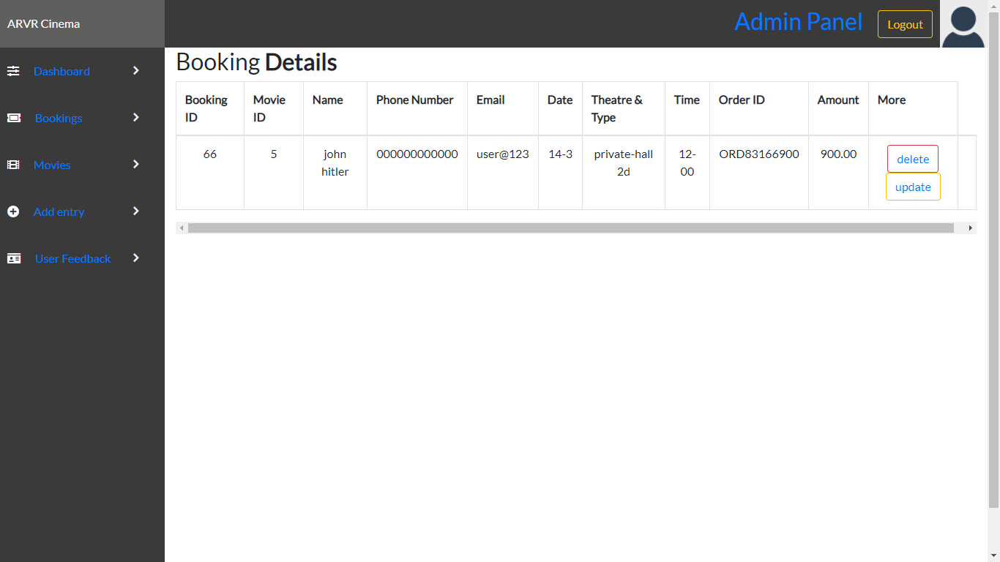 ARVR Cinema
Admin Panel
Logout
Dashboard
Bookings
Movies
Add entry
User Feedback
Booking Details
Booking
ID
Movie
ID
Name
Phone Number
Email
Date
Theatre &
Type
Time
Order ID
Amount
More
66
5
john
hitler
000000000000
user@123
14-3
private-hall
2d
12-
00
ORD83166900
900.00
delete
update